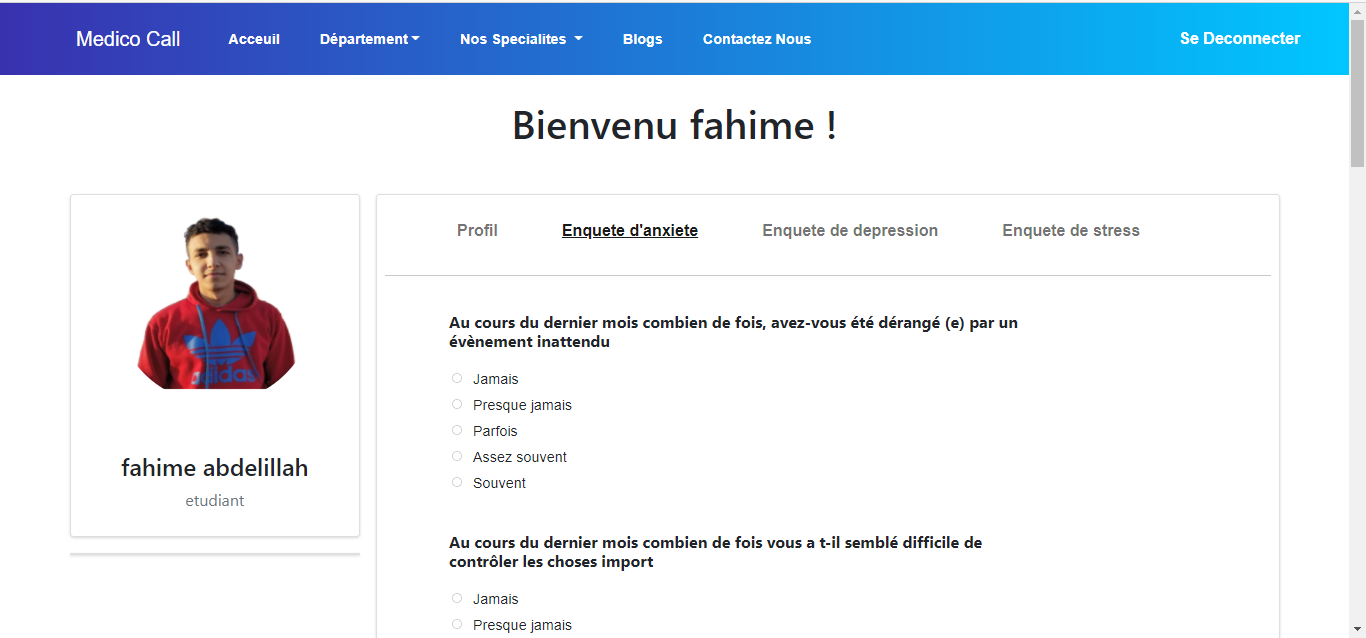 Medico Call Acceuil Département Nos Specialites Blogs Contactez Nous Se Deconnecter
Bienvenu fahime !
adidas
fahime abdelillah
etudiant
Profil Enquete d'anxiete Enquete de depression Enquete de stress
Au cours du dernier mois combien de fois, avez-vous été dérangé (e) par un
évènement inattendu
Jamais
Presque jamais
Parfois
Assez souvent
Souvent
Au cours du dernier mois combien de fois vous a t-il semblé difficile de
contrôler les choses import
Jamais
Presque jamais